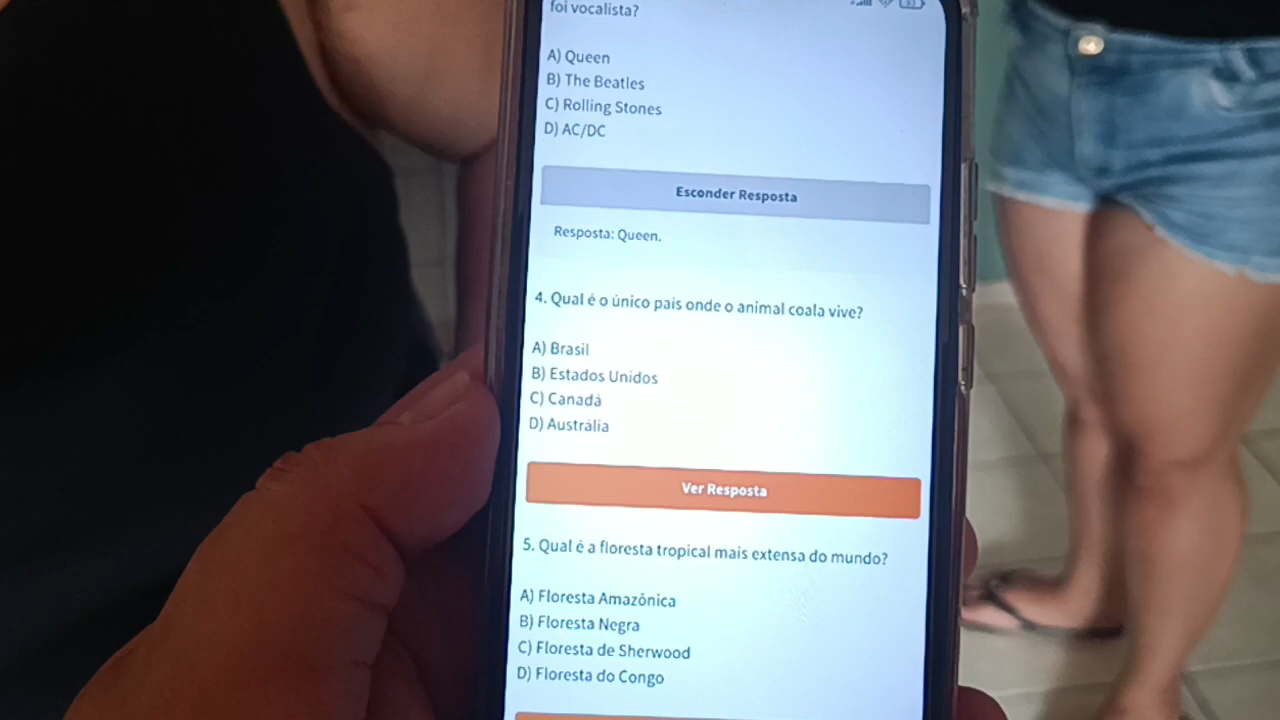 foi vocalista?
A) Queen
B) The Beatles
C) Rolling Stones
D) AC/DC
Esconder Resposta
Resposta: Queen.
4. Qual é o único país onde o animal coala vive?
A) Brasil
B) Estados Unidos
C) Canadá
D) Austrália
Ver Resposta
5. Qual é a floresta tropical mais extensa do mundo?
A) Floresta Amazônica
B) Floresta Negra
C) Floresta de Sherwood
D) Floresta do Congo